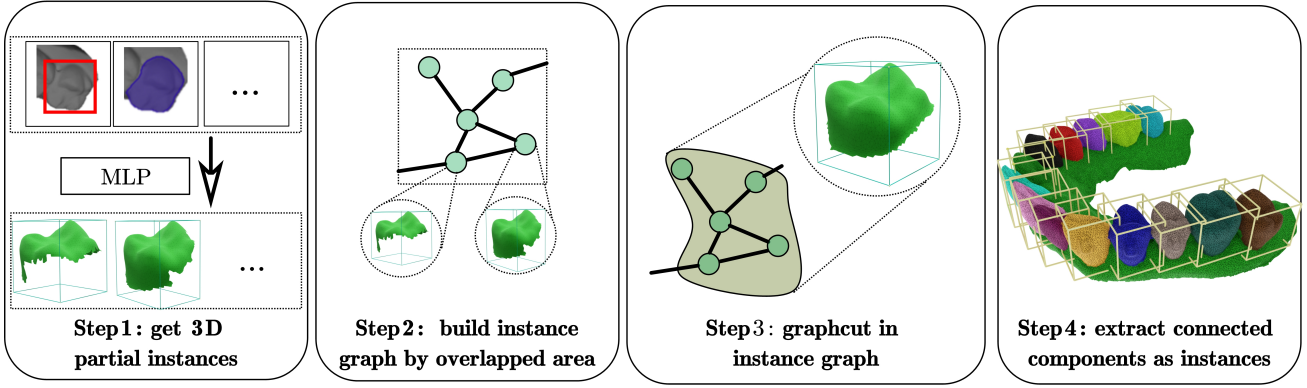 ...
MLP
...
Step1: get 3D
partial instances
Step2: build instance
graph by overlapped area
Step3: graphcut in
instance graph
Step4: extract connected
components as instances